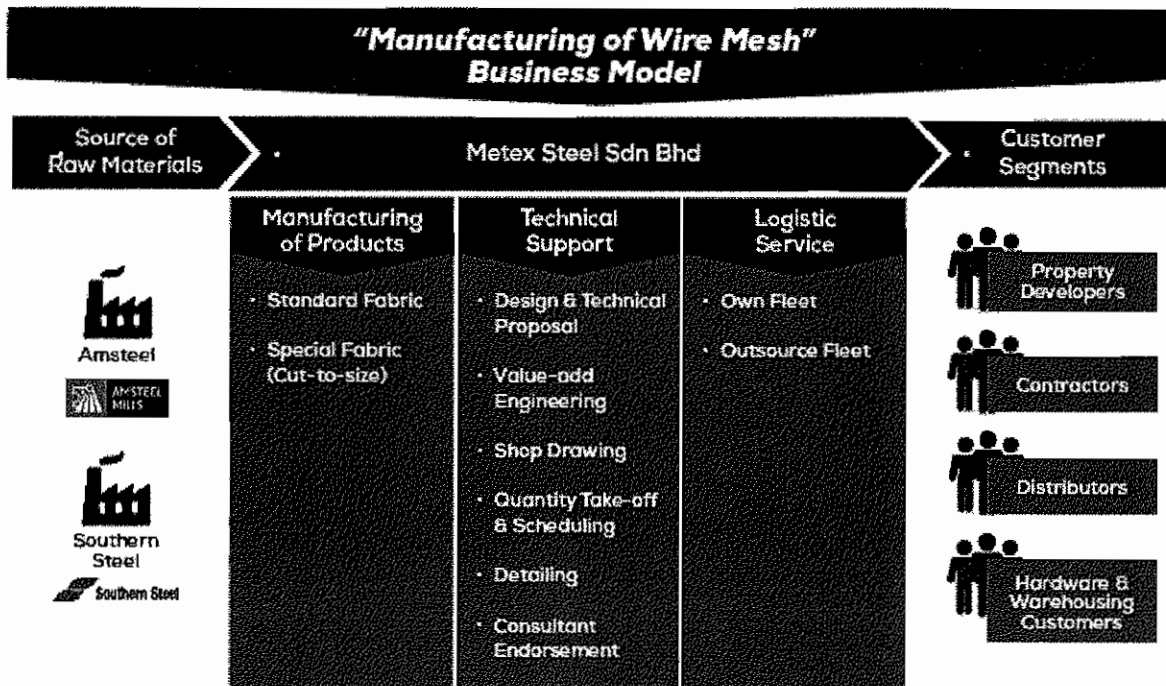 "Manufacturing of Wire Mesh"
Business Model
Source of
Raw Materials
Metex Steel Sdn Bhd
Customer
Segments
Manufacturing
of Products
· Standard Fabric
· Special Fabric
(Cut-to-size)
Technical
Support
· Design & Technical
Proposal
· Value-add
Engineering
· Shop Drawing
· Quantity Take-off
& Scheduling
· Detailing
· Consultant
Endorsement
Logistic
Service
· Own Fleet
· Outsource Fleet
Amsteel
AMSTEEL
MILLS
Southern
Steel
Southern Steel
Property
Developers
Contractors
Distributors
Hardware &
Warehousing
Customers